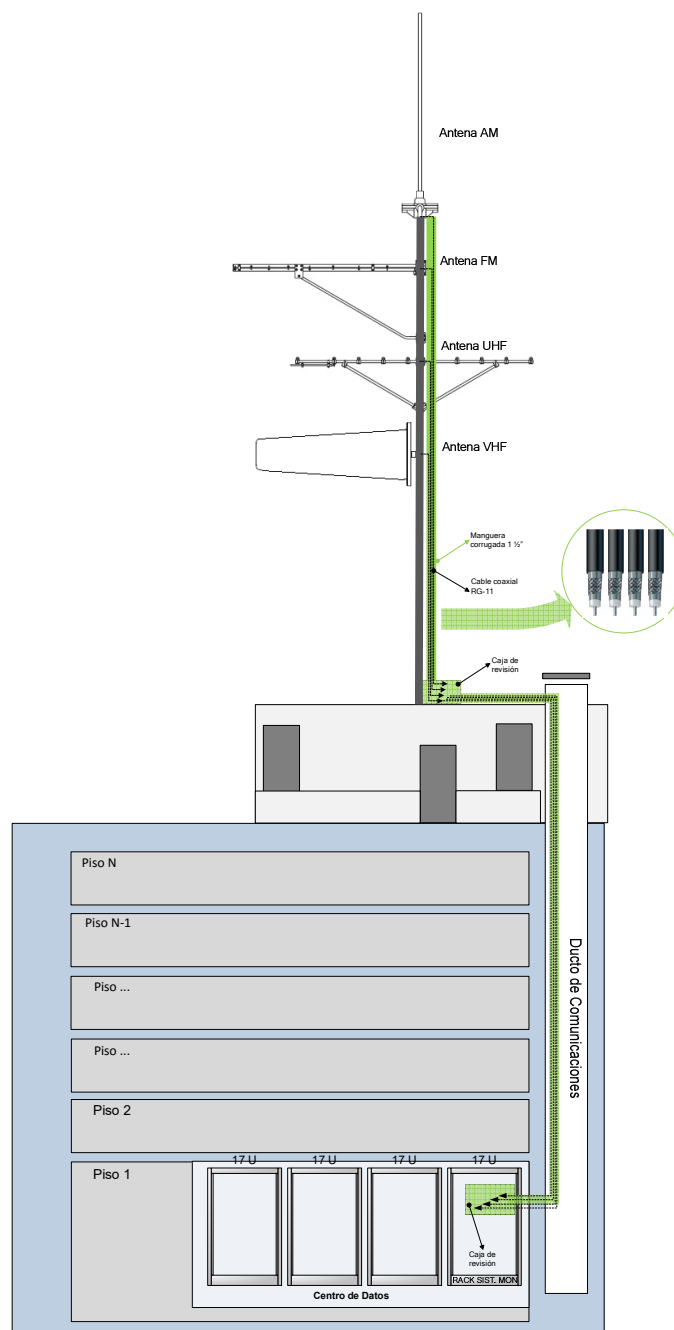 Antena AM
Antena FM
Antena UHF
Antena VHF
Manguera
corrugada 1 ½"
Cable coaxial
RG-11
Caja de
revisión
Piso N
Piso N-1
Piso ...
Piso ...
Piso 2
Piso 1
Ducto de Comunicaciones
17 U
17 U
17 U
17 U
Caja de
revisión
RACK SIST. MON
Centro de Datos